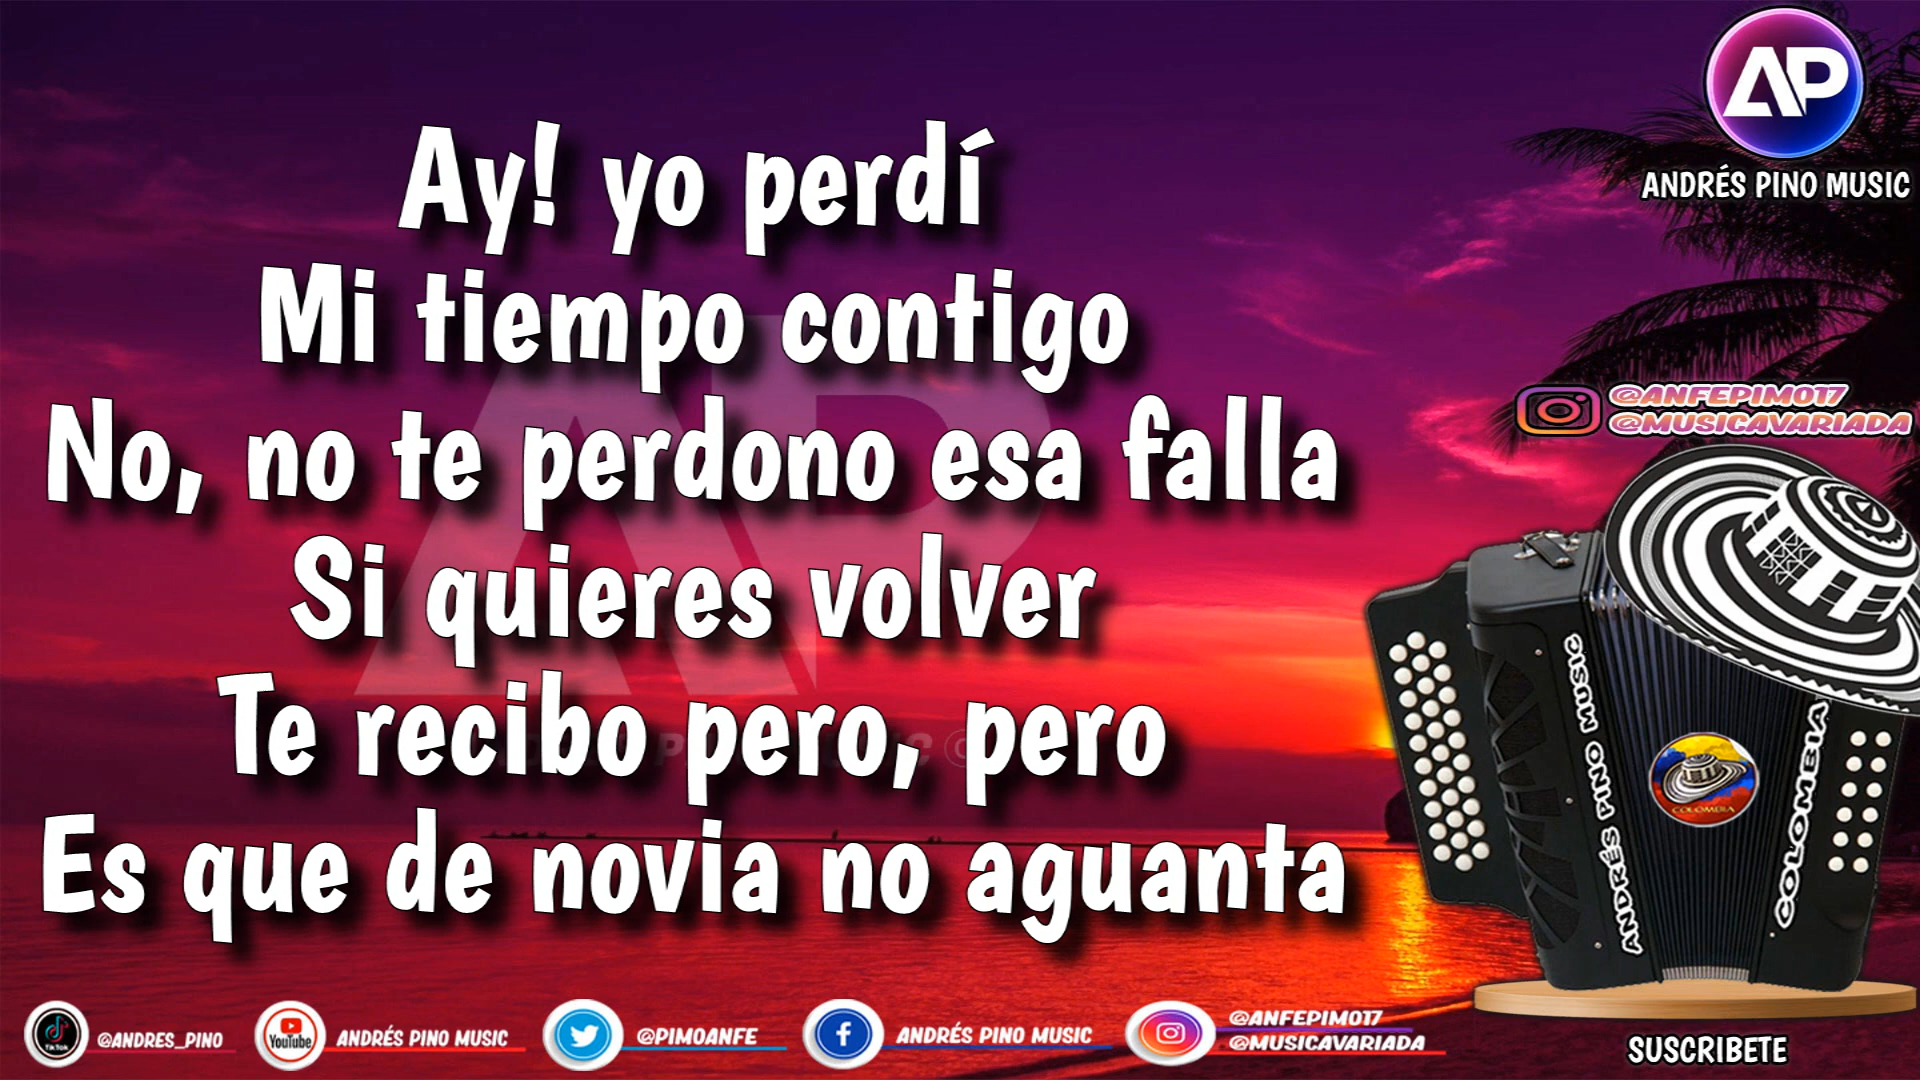 AP
ANDRÉS PINO MUSIC
Ay! yo perdí
Mi tiempo contigo
No, no te perdono esa falla
Si quieres volver
Te recibo pero, pero
Es que de novia no aguanta
@ANFEPIMO17
@MUSICAVARIADA
ANDRÉS PINO MUSIC
COLOMBIA
COLOMBIA
TikTok
@ANDRES_PINO
YouTube
ANDRÉS PINO MUSIC
@PIMOANFE
ANDRÉS PINO MUSIC
@ANFEPIMO17
@MUSICAVARIADA
SUSCRIBETE